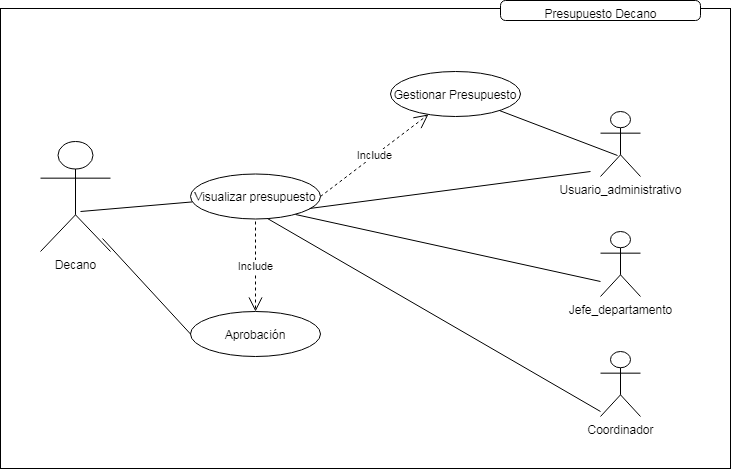 Presupuesto Decano
Gestionar Presupuesto
Include
Usuario_administrativo
Visualizar presupuesto
Decano
Include
Jefe_departamento
Aprobación
Coordinador